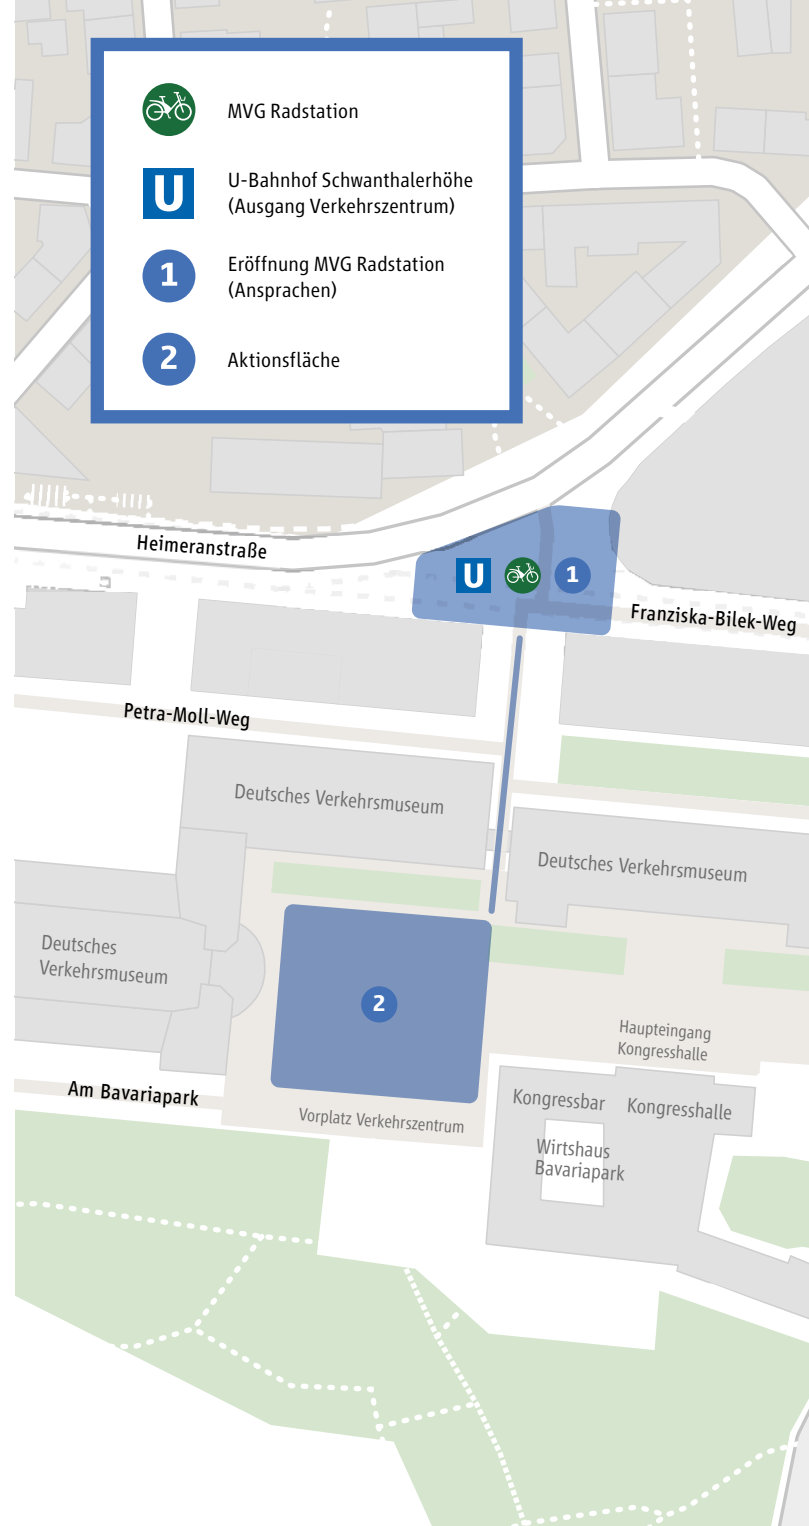 MVG Radstation
U
U-Bahnhof Schwanthalerhöhe
(Ausgang Verkehrszentrum)
1
Eröffnung MVG Radstation
(Ansprachen)
2
Aktionsfläche
Heimeranstraße
U
1
Franziska-Bilek-Weg
Petra-Moll-Weg
Deutsches Verkehrsmuseum
Deutsches Verkehrsmuseum
Deutsches
Verkehrsmuseum
2
Haupteingang
Kongresshalle
Am Bavariapark
Vorplatz Verkehrszentrum
Kongressbar
Kongresshalle
Wirtshaus
Bavariapark